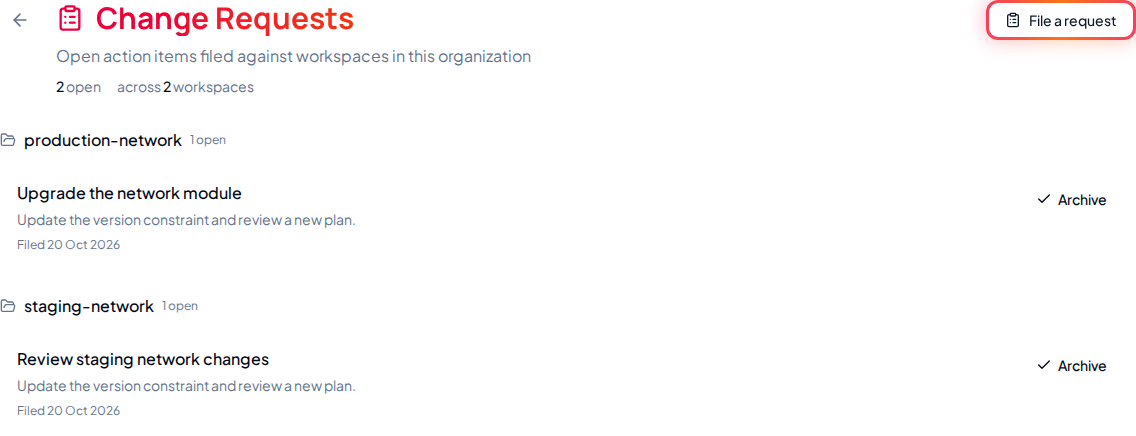 Change Requests
File a request
Open action items filed against workspaces in this organization
2 open across 2 workspaces
production-network 1 open
Upgrade the network module
Archive
Update the version constraint and review a new plan.
Filed 20 Oct 2026
staging-network 1 open
Review staging network changes
Archive
Update the version constraint and review a new plan.
Filed 20 Oct 2026